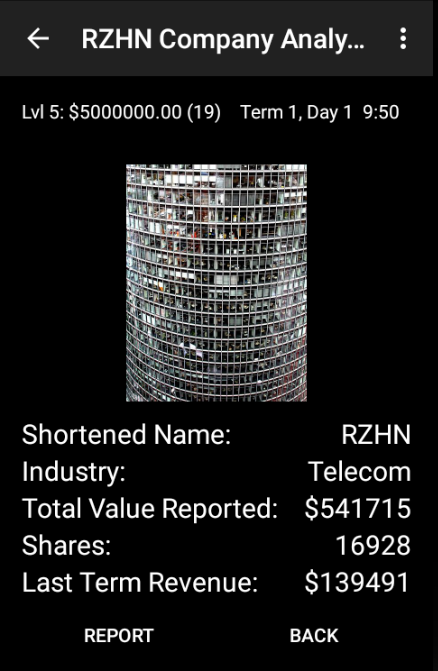 RZHN Company Analy...
Lvl 5: $5000000.00 (19) Term 1, Day 1 9:50
Shortened Name: RZHN
Industry: Telecom
Total Value Reported: $541715
Shares: 16928
Last Term Revenue: $139491
REPORT BACK